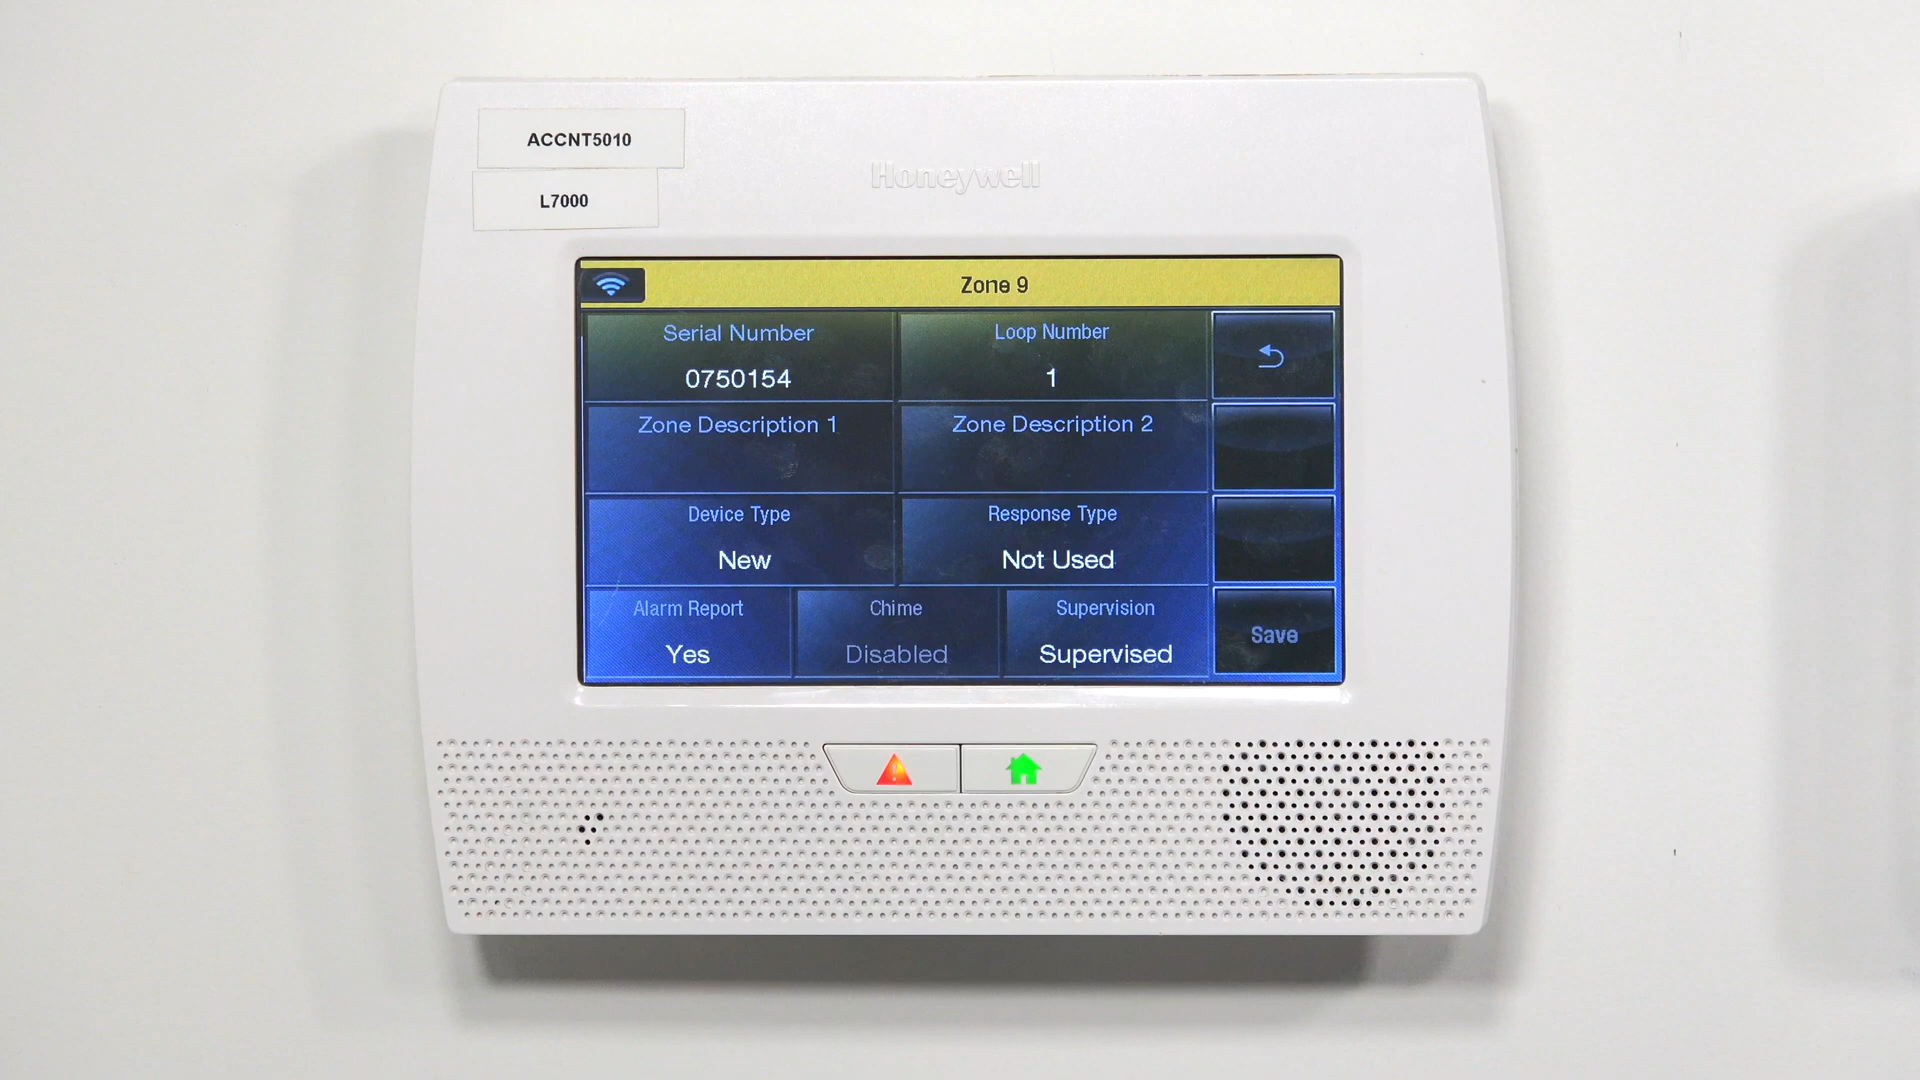 ACCNT5010
L7000
Honeywell
Zone 9
Serial Number
0750154
Loop Number
1
Zone Description 1
Zone Description 2
Device Type
New
Response Type
Not Used
Alarm Report
Yes
Chime
Disabled
Supervision
Supervised
Save